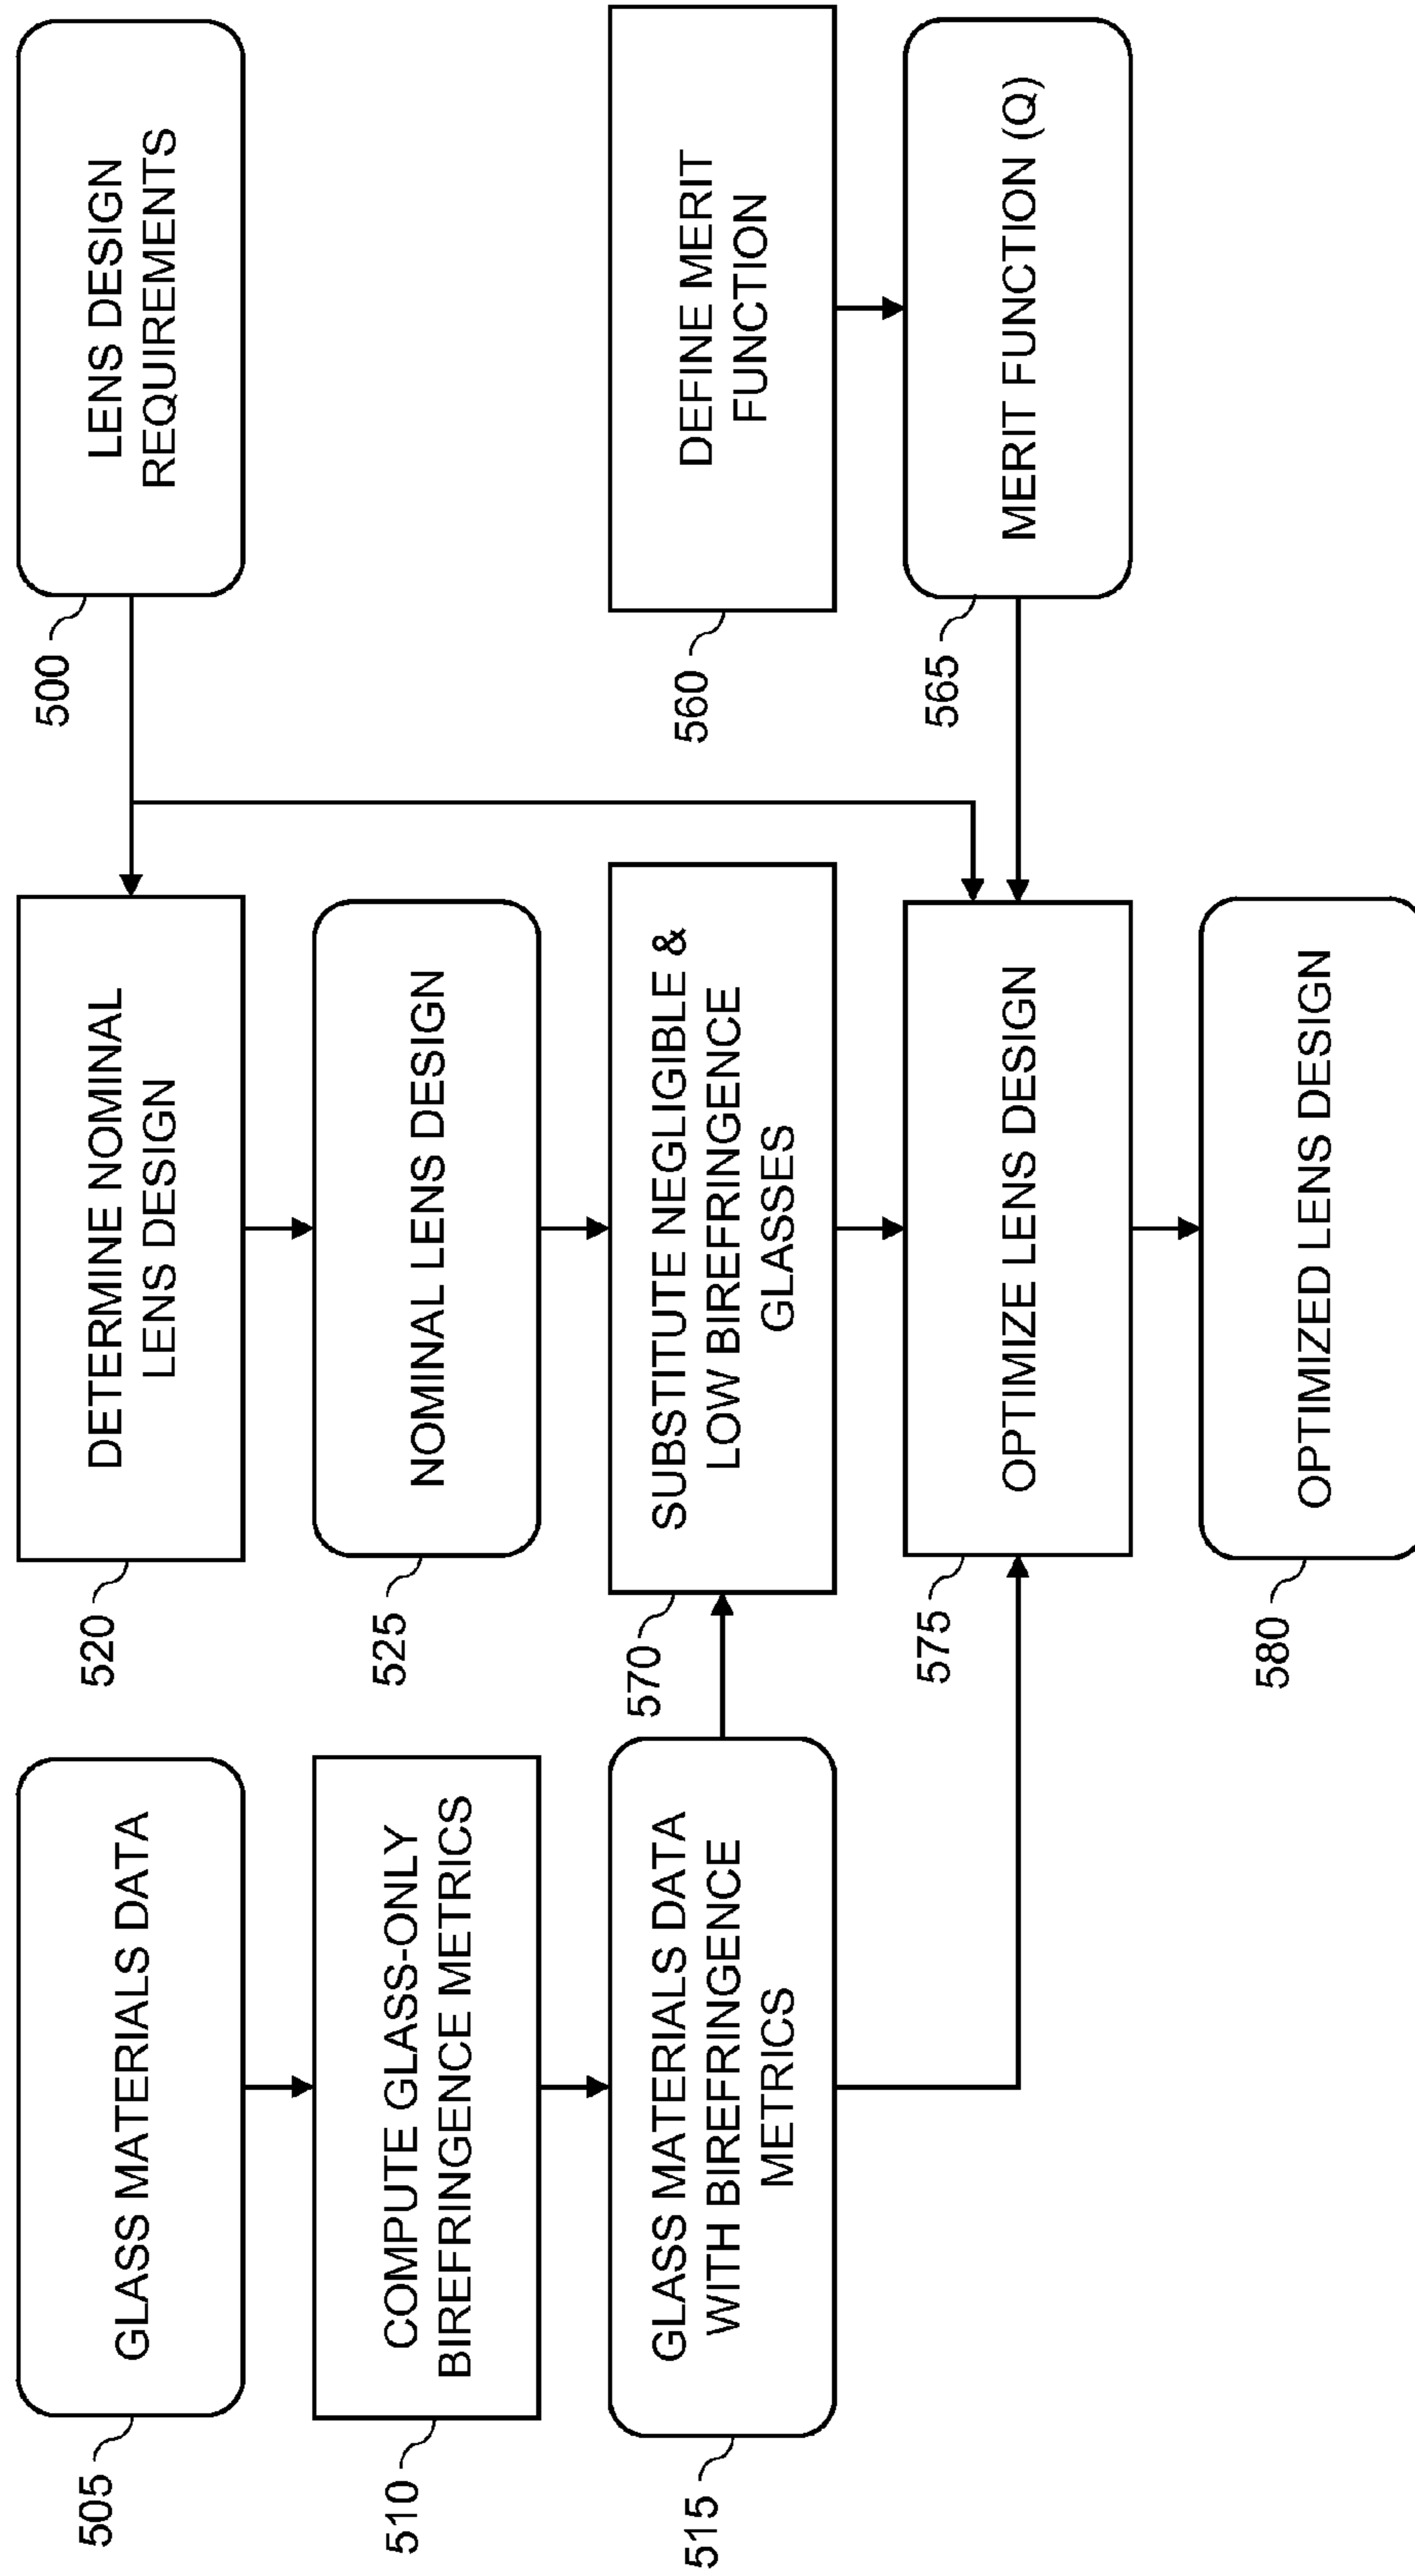 505
GLASS MATERIALS DATA
510
COMPUTE GLASS-ONLY
BIREFRINGENCE METRICS
515
GLASS MATERIALS DATA
WITH BIREFRINGENCE
METRICS
520
DETERMINE NOMINAL
LENS DESIGN
525
NOMINAL LENS DESIGN
570
SUBSTITUTE NEGLIGIBLE &
LOW BIREFRINGENCE
GLASSES
575
OPTIMIZE LENS DESIGN
580
OPTIMIZED LENS DESIGN
500
LENS DESIGN
REQUIREMENTS
560
DEFINE MERIT
FUNCTION
565
MERIT FUNCTION (Q)